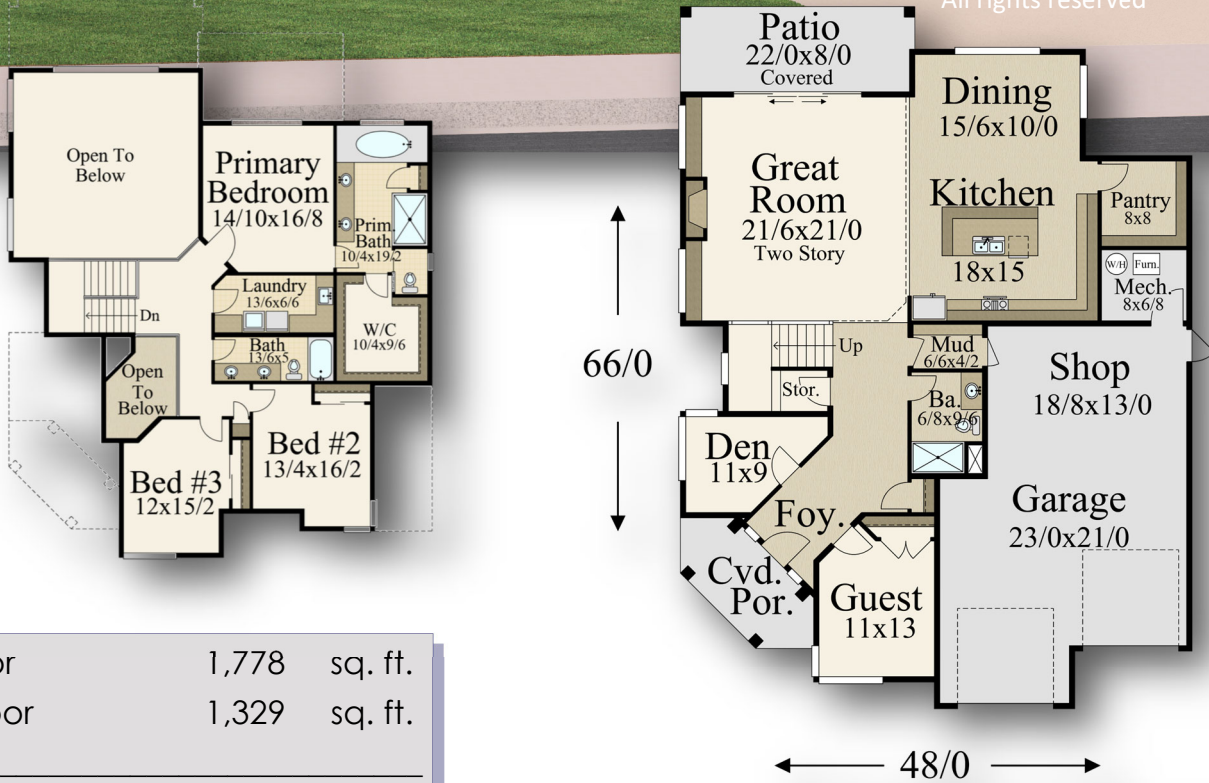 All rights reserved
Open To
Below
Primary
Bedroom
14/10x16/8
Prim.
Bath
10/4x19/2
Laundry
13/6x6/6
Dn
W/C
10/4x9/6
Bath
13/6x5
Open
To
Below
Bed #2
13/4x16/2
Bed #3
12x15/2
or 1,778 sq. ft.
oor 1,329 sq. ft.
Patio
22/0x8/0
Covered
Dining
15/6x10/0
Great
Room
21/6x21/0
Two Story
Kitchen
18x15
Pantry
8x8
W/H Furn.
Mech.
8x6/8
Up
Mud
6/6x4/2
Stor.
Ba.
6/8x9/6
Shop
18/8x13/0
Den
11x9
Foy.
Garage
23/0x21/0
Cvd.
Por.
Guest
11x13
66/0
48/0